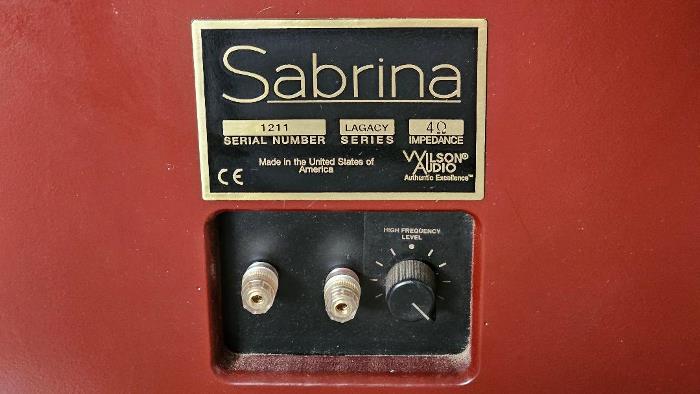 Sabrina
1211 LAGACY 4Ω
SERIAL NUMBER SERIES IMPEDANCE
Made in the United States of
America
WILSON®
AUDIO
Authentic Excellence™
CE
HIGH FREQUENCY
LEVEL